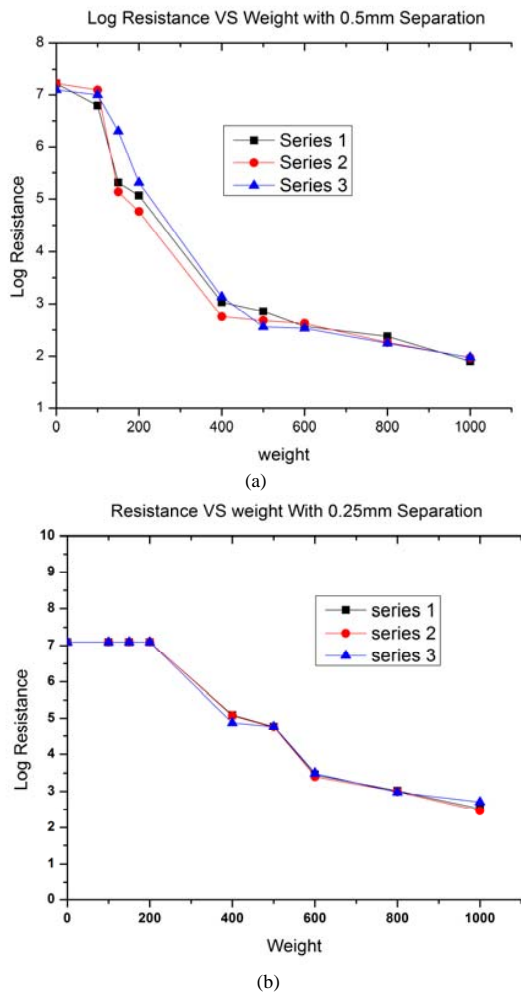 Log Resistance VS Weight with 0.5mm Separation
8
7
6
5
4
3
2
1
Log Resistance
Series 1
Series 2
Series 3
0 200 400 600 800 1000
weight
(a)
Resistance VS weight With 0.25mm Separation
10
9
8
7
6
5
4
3
2
1
0
Log Resistance
series 1
series 2
series 3
0 200 400 600 800 1000
Weight
(b)